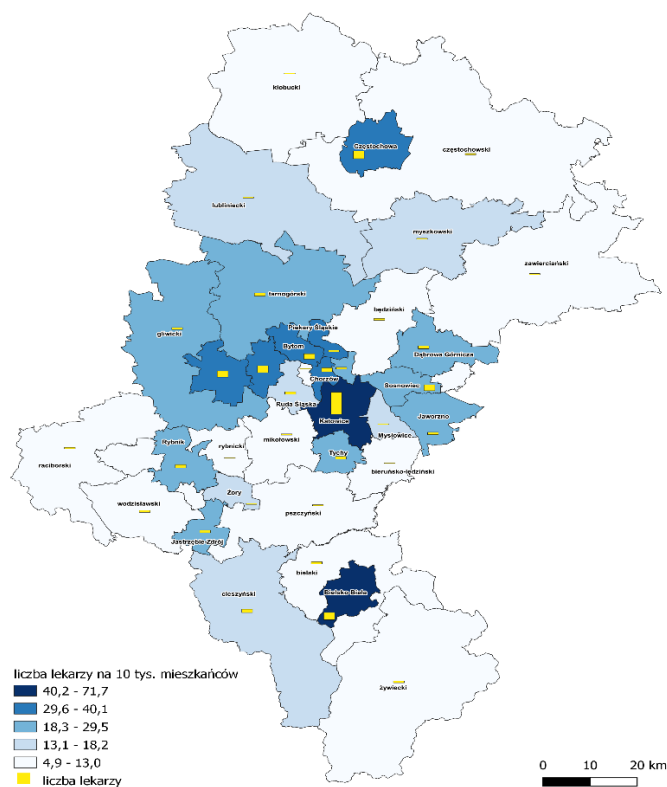 kłobucki
Częstochowa
częstochowski
lubliniecki
myszkowski
zawierciański
tarnogórski
będziński
gliwicki
Piekary Śląskie
Bytom
Dąbrowa Górnicza
Chorzów
Sosnowiec
Ruda Śląska
Jaworzno
Katowice
Mysłowice
Rybnik
mikołowski
Tychy
rybnicki
raciborski
bieruńsko-lędziński
Żory
wodzisławski
pszczyński
Jastrzębie-Zdrój
bielski
cieszyński
Bielsko-Biała
żywiecki
liczba lekarzy na 10 tys. mieszkańców
40,2 - 71,7
29,6 - 40,1
18,3 - 29,5
13,1 - 18,2
4,9 - 13,0
liczba lekarzy
0 10 20 km